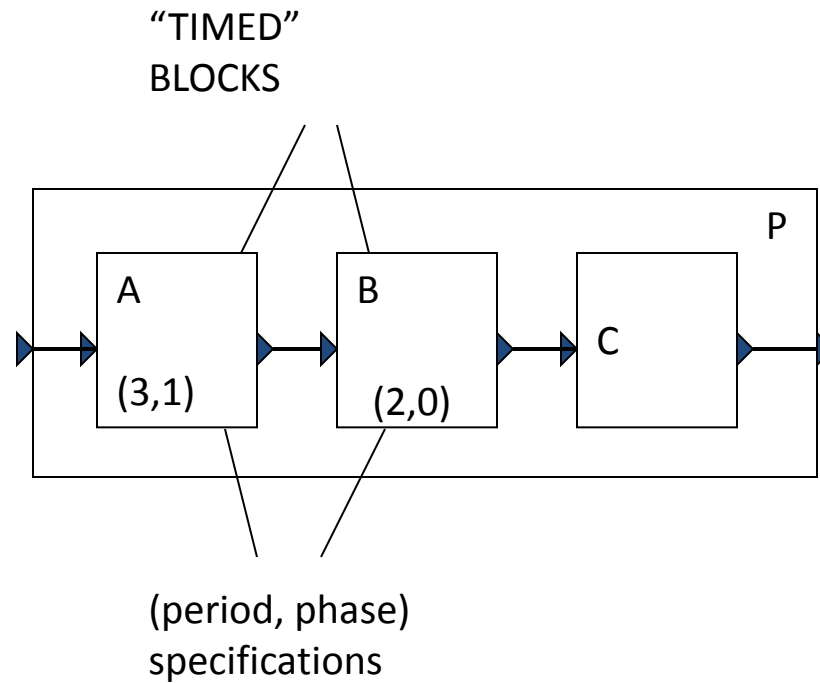 “TIMED”
BLOCKS
P
A
B
C
(3,1)
(2,0)
(period, phase)
specifications